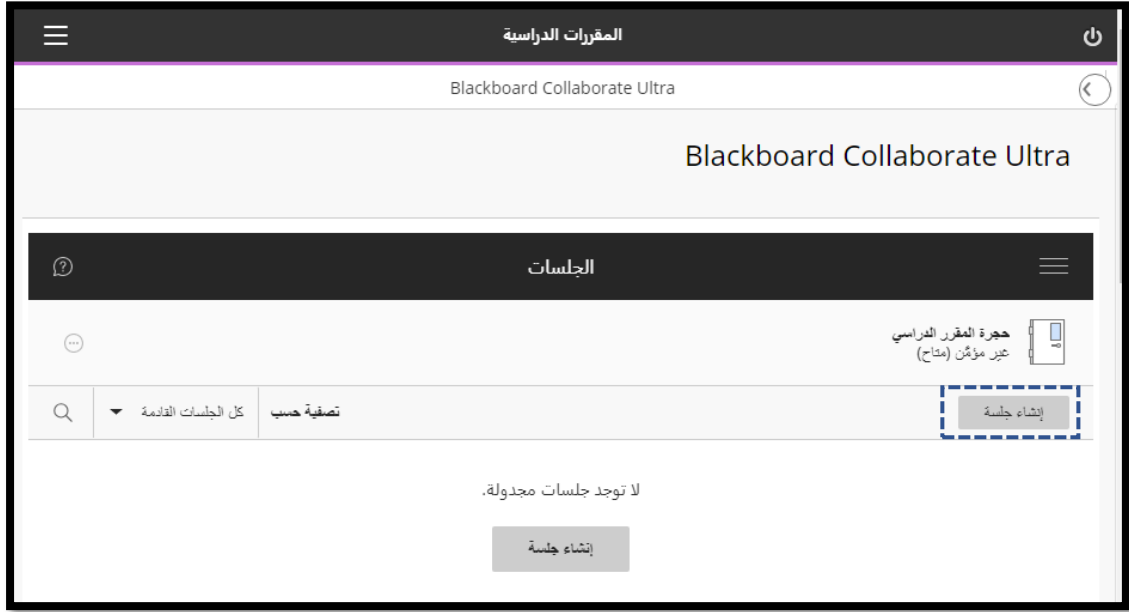 المقررات الدراسية
Blackboard Collaborate Ultra
Blackboard Collaborate Ultra
الجلسات
حجرة المقرر الدراسي
غير مؤمَّن (متاح)
إنشاء جلسة
تصفية حسب
كل الجلسات القادمة
لا توجد جلسات مجدولة.
إنشاء جلسة